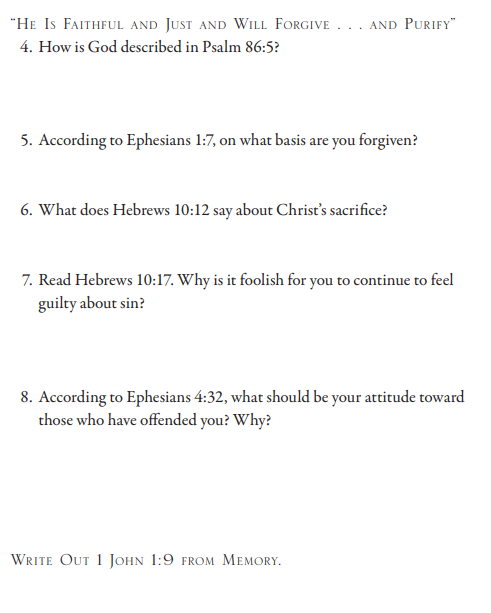 “He Is Faithful and Just and Will Forgive . . . and Purify”
4. How is God described in Psalm 86:5?
5. According to Ephesians 1:7, on what basis are you forgiven?
6. What does Hebrews 10:12 say about Christ’s sacrifice?
7. Read Hebrews 10:17. Why is it foolish for you to continue to feel
guilty about sin?
8. According to Ephesians 4:32, what should be your attitude toward
those who have offended you? Why?
Write Out 1 John 1:9 from Memory.